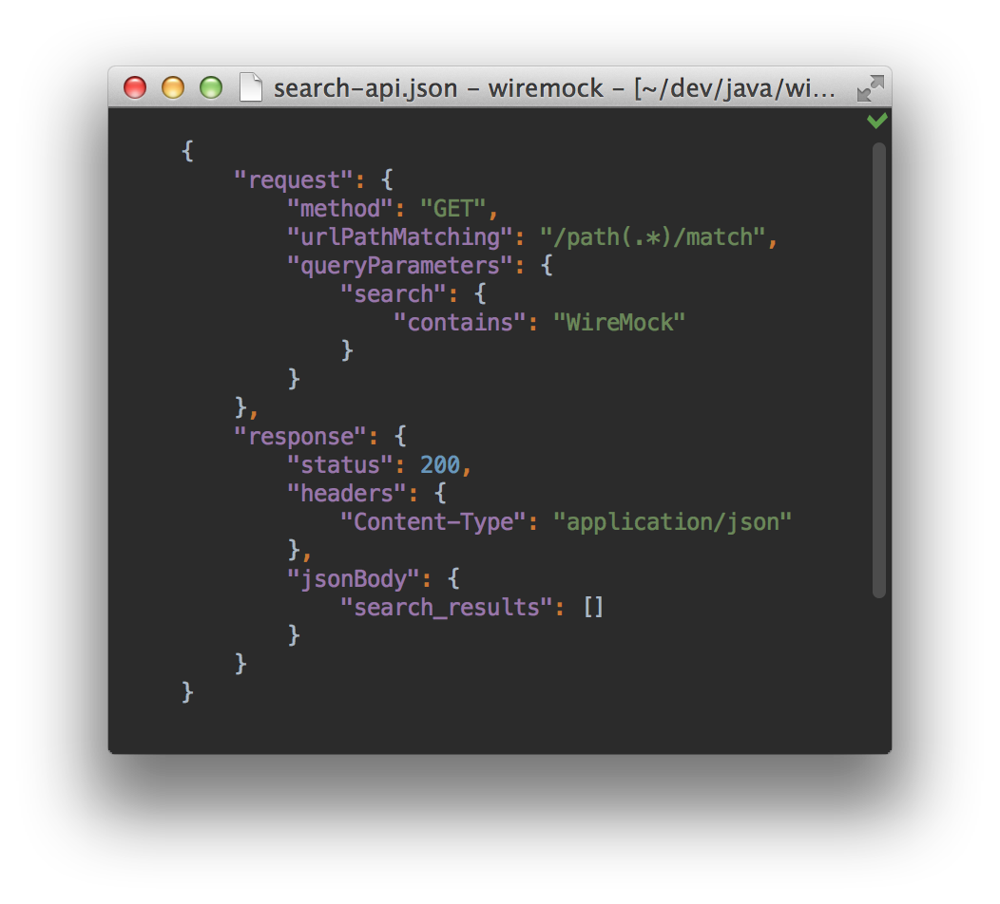 search-api.json - wiremock - [~/dev/java/wi...
{
    "request": {
        "method": "GET",
        "urlPathMatching": "/path(.*)/match",
        "queryParameters": {
            "search": {
                "contains": "WireMock"
            }
        }
    },
    "response": {
        "status": 200,
        "headers": {
            "Content-Type": "application/json"
        },
        "jsonBody": {
            "search_results": []
        }
    }
}